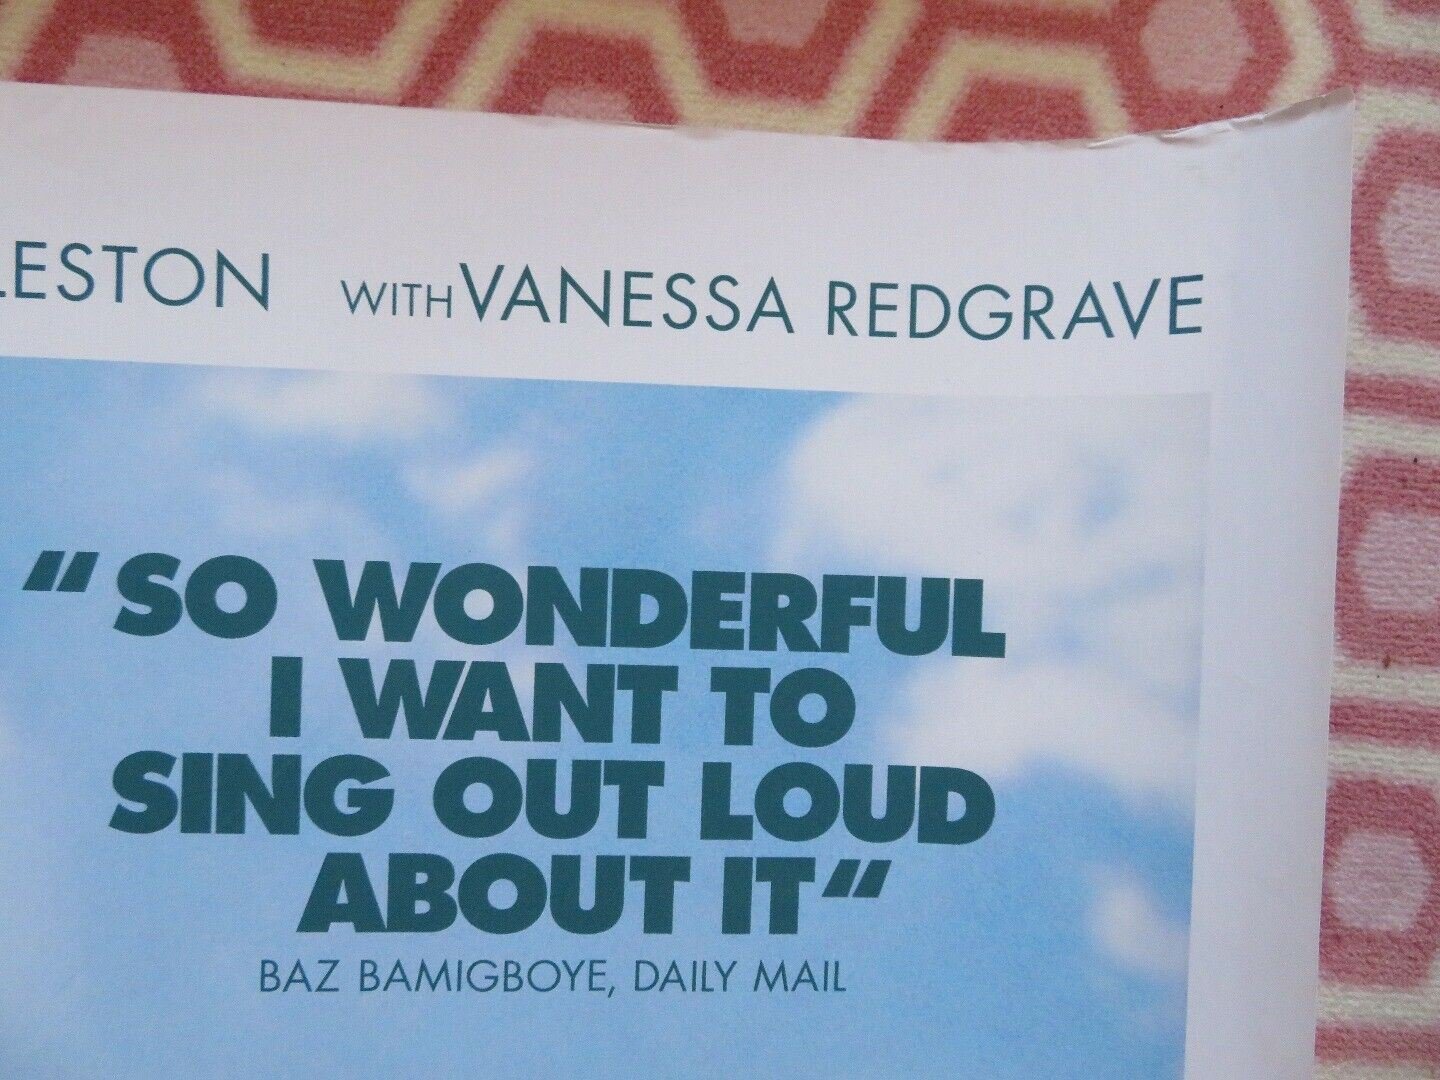 LESTON WITH VANESSA REDGRAVE
"SO WONDERFUL
I WANT TO
SING OUT LOUD
ABOUT IT"
BAZ BAMIGBOYE, DAILY MAIL